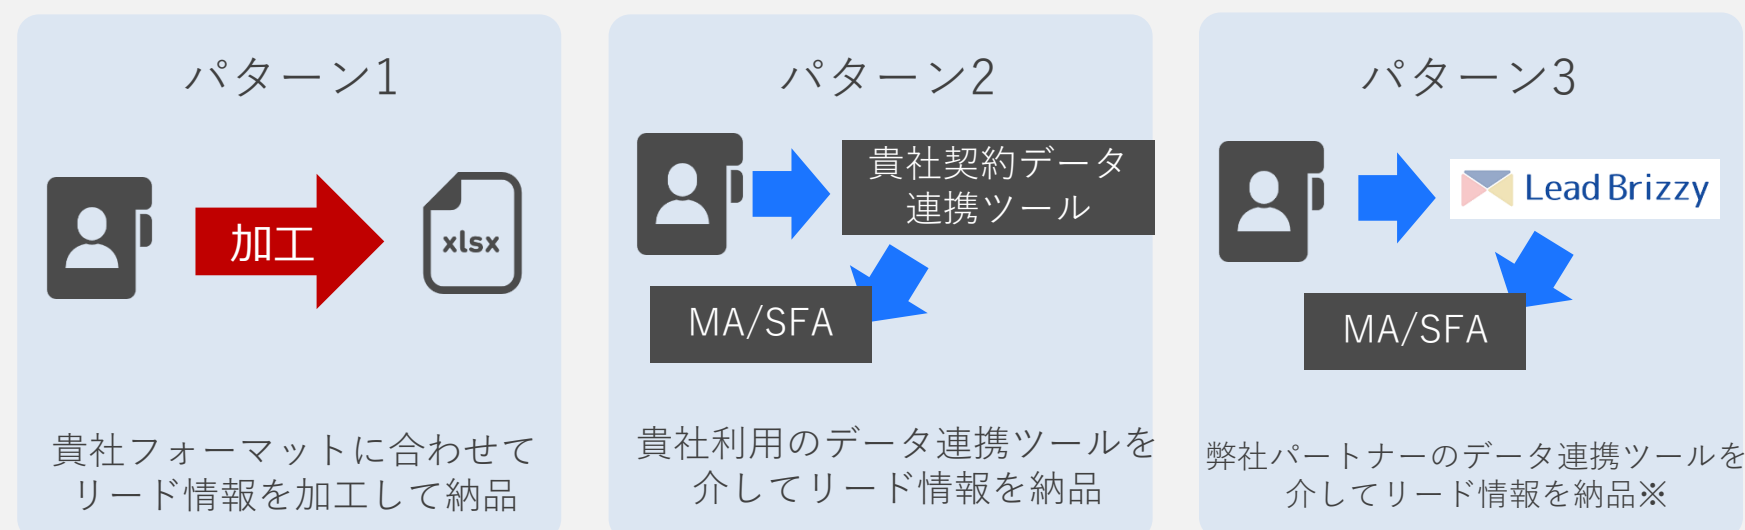 パターン1
加工
xlsx
貴社フォーマットに合わせて
リード情報を加工して納品
パターン2
貴社契約データ
連携ツール
MA/SFA
貴社利用のデータ連携ツールを
介してリード情報を納品
パターン3
Lead Brizzy
MA/SFA
弊社パートナーのデータ連携ツールを
介してリード情報を納品※